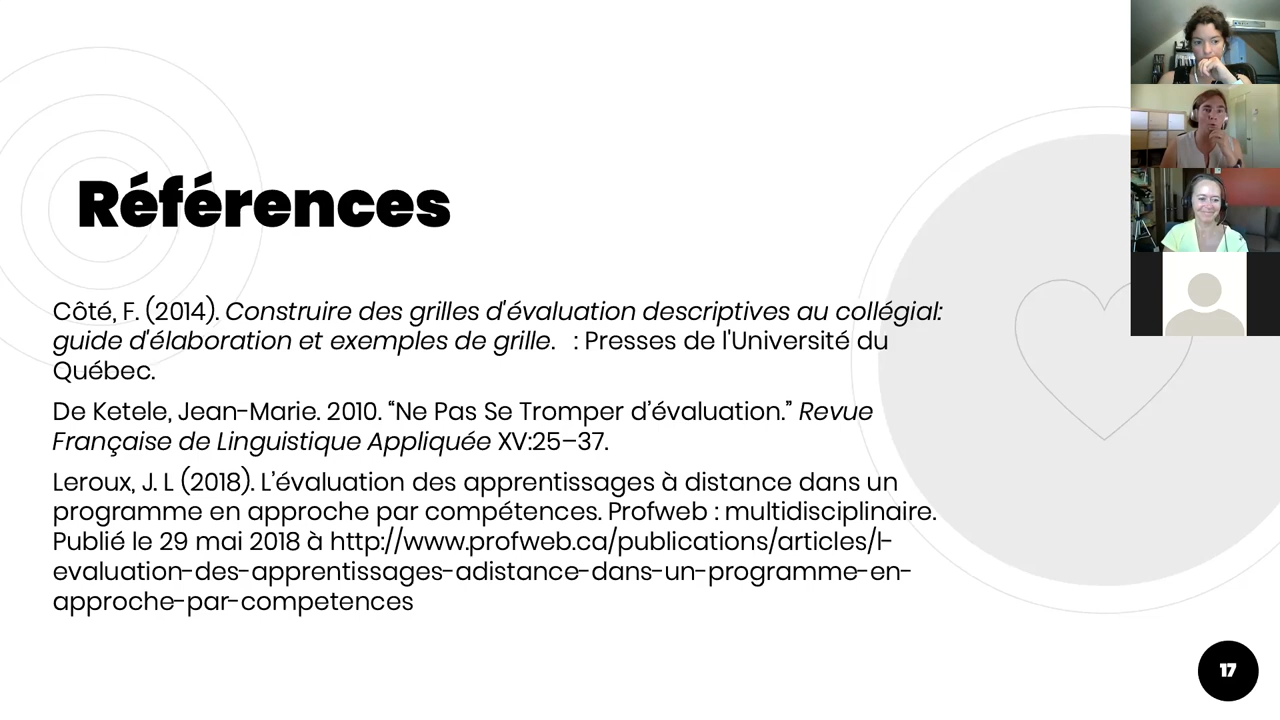 Références
Côté, F. (2014). Construire des grilles d'évaluation descriptives au collégial:
guide d'élaboration et exemples de grille.   : Presses de l'Université du
Québec.
De Ketele, Jean-Marie. 2010. “Ne Pas Se Tromper d’évaluation.” Revue
Française de Linguistique Appliquée XV:25–37.
Leroux, J. L (2018). L’évaluation des apprentissages à distance dans un
programme en approche par compétences. Profweb : multidisciplinaire.
Publié le 29 mai 2018 à http://www.profweb.ca/publications/articles/l-
evaluation-des-apprentissages-adistance-dans-un-programme-en-
approche-par-competences
17